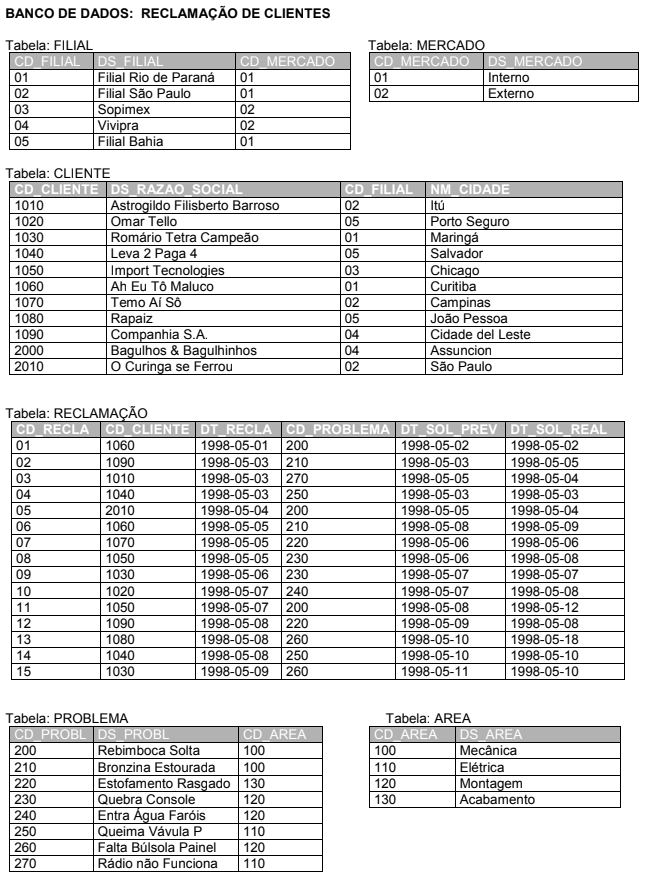 BANCO DE DADOS: RECLAMAÇÃO DE CLIENTES
Tabela: FILIAL
CD_FILIAL DS_FILIAL CD_MERCADO
01 Filial Rio de Paraná 01
02 Filial São Paulo 01
03 Sopimex 02
04 Vivipra 02
05 Filial Bahia 01
Tabela: MERCADO
CD_MERCADO DS_MERCADO
01 Interno
02 Externo
Tabela: CLIENTE
CD_CLIENTE DS_RAZAO_SOCIAL CD_FILIAL NM_CIDADE
1010 Astrogildo Filisberto Barroso 02 Itú
1020 Omar Tello 05 Porto Seguro
1030 Romário Tetra Campeão 01 Maringá
1040 Leva 2 Paga 4 05 Salvador
1050 Import Tecnologies 03 Chicago
1060 Ah Eu Tô Maluco 01 Curitiba
1070 Temo Aí Sô 02 Campinas
1080 Rapaiz 05 João Pessoa
1090 Companhia S.A. 04 Cidade del Leste
2000 Bagulhos & Bagulhinhos 04 Assuncion
2010 O Curinga se Ferrou 02 São Paulo
Tabela: RECLAMAÇÃO
CD_RECLA CD_CLIENTE DT_RECLA CD_PROBLEMA DT_SOL_PREV DT_SOL_REAL
01 1060 1998-05-01 200 1998-05-02 1998-05-02
02 1090 1998-05-03 210 1998-05-03 1998-05-05
03 1010 1998-05-03 270 1998-05-05 1998-05-04
04 1040 1998-05-03 250 1998-05-03 1998-05-03
05 2010 1998-05-04 200 1998-05-05 1998-05-04
06 1060 1998-05-05 210 1998-05-08 1998-05-09
07 1070 1998-05-05 220 1998-05-06 1998-05-06
08 1050 1998-05-05 230 1998-05-06 1998-05-08
09 1030 1998-05-06 230 1998-05-07 1998-05-07
10 1020 1998-05-07 240 1998-05-07 1998-05-08
11 1050 1998-05-07 200 1998-05-08 1998-05-12
12 1090 1998-05-08 220 1998-05-09 1998-05-08
13 1080 1998-05-08 260 1998-05-10 1998-05-18
14 1040 1998-05-08 250 1998-05-10 1998-05-10
15 1030 1998-05-09 260 1998-05-11 1998-05-10
Tabela: PROBLEMA
CD_PROBL DS_PROBL CD_AREA
200 Rebimboca Solta 100
210 Bronzina Estourada 100
220 Estofamento Rasgado 130
230 Quebra Console 120
240 Entra Água Faróis 120
250 Queima Vávula P 110
260 Falta Búlsola Painel 120
270 Rádio não Funciona 110
Tabela: AREA
CD_AREA DS_AREA
100 Mecânica
110 Elétrica
120 Montagem
130 Acabamento